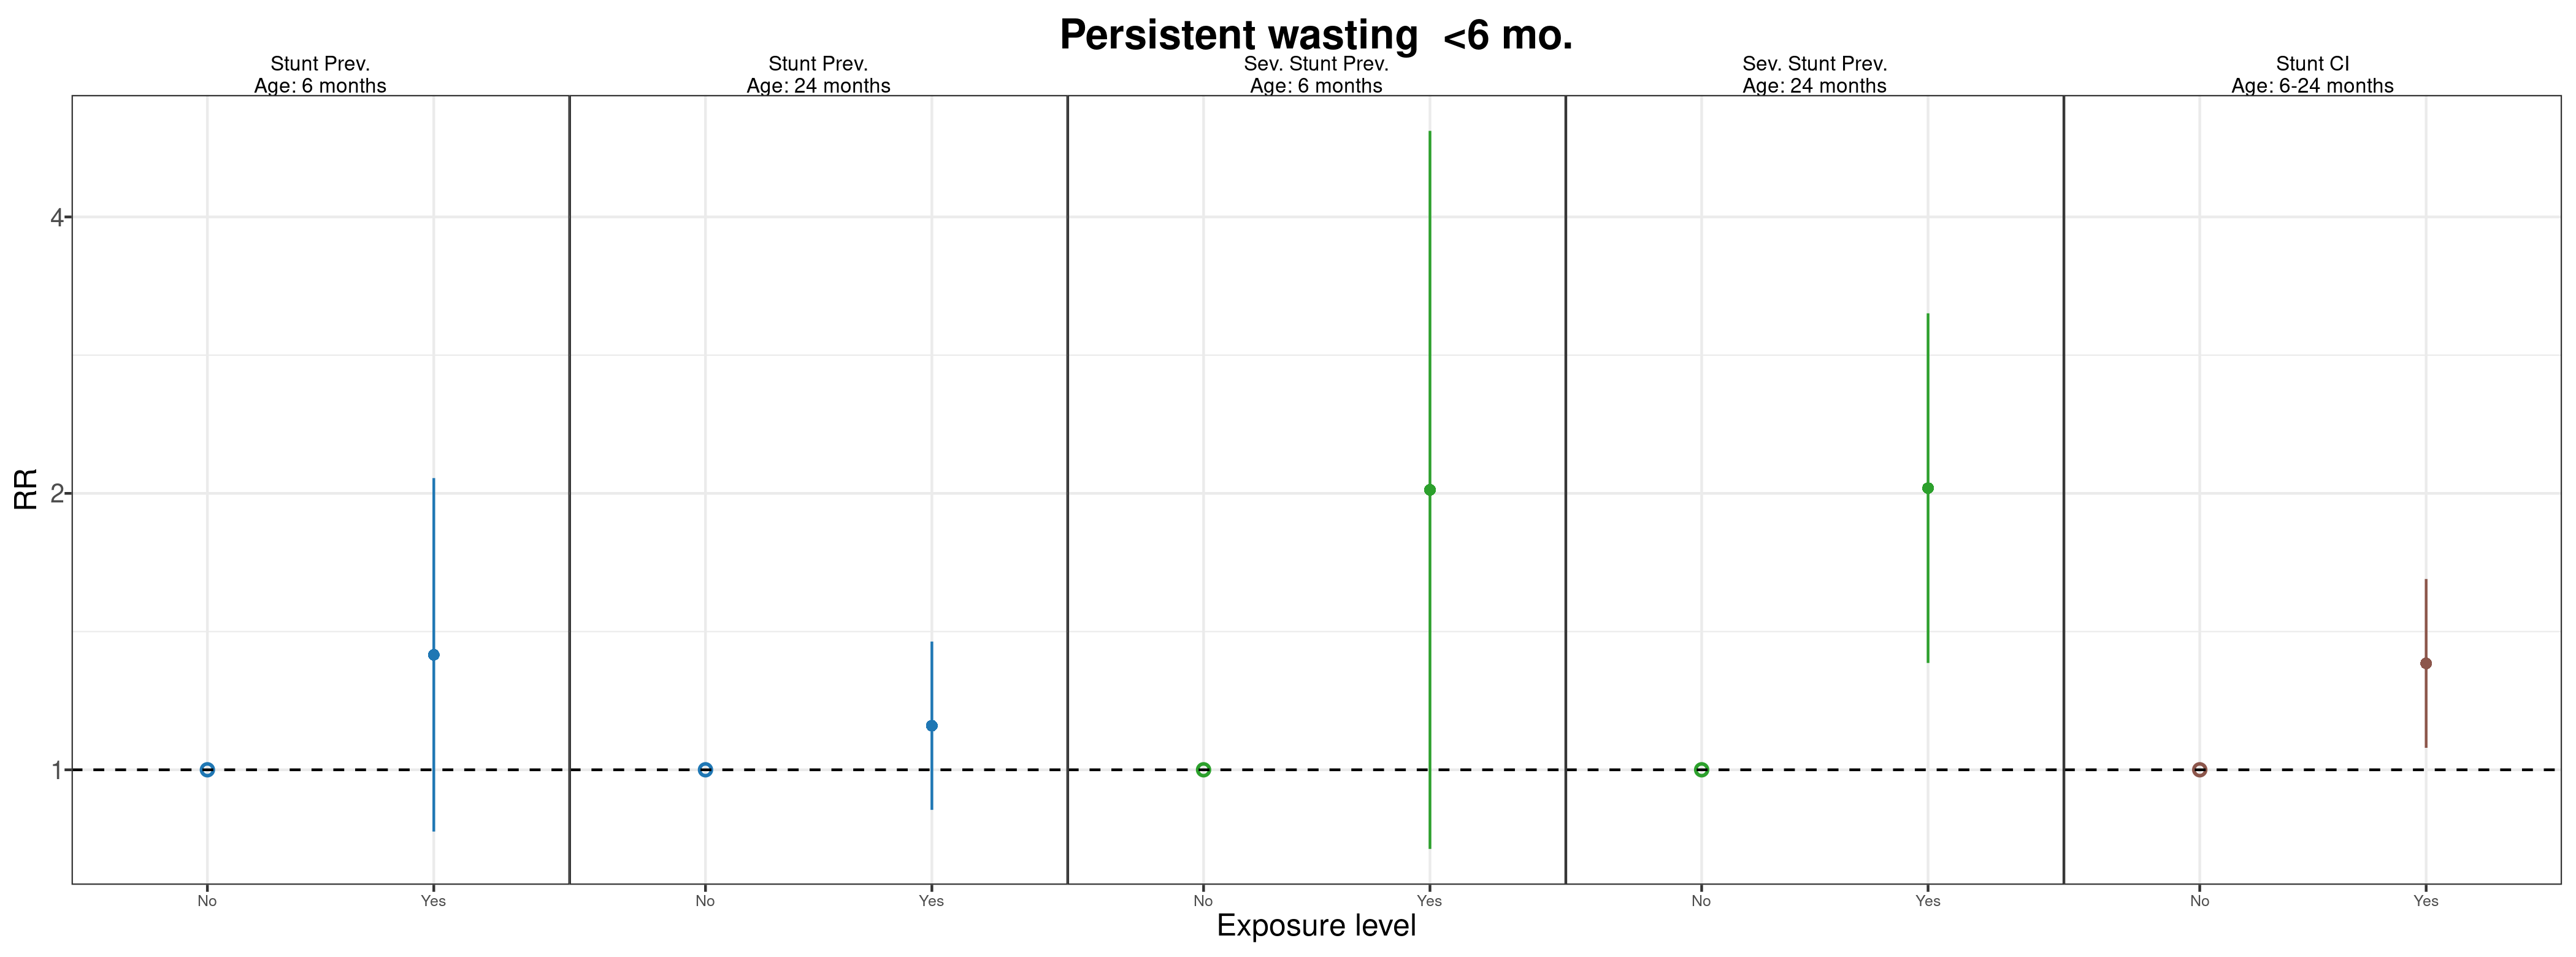 Persistent wasting  <6 mo.
Stunt Prev.
Age: 6 months
Stunt Prev.
Age: 24 months
Sev. Stunt Prev.
Age: 6 months
Sev. Stunt Prev.
Age: 24 months
Stunt CI
Age: 6-24 months
RR
4
2
1
No
Yes
No
Yes
No
Yes
No
Yes
No
Yes
Exposure level